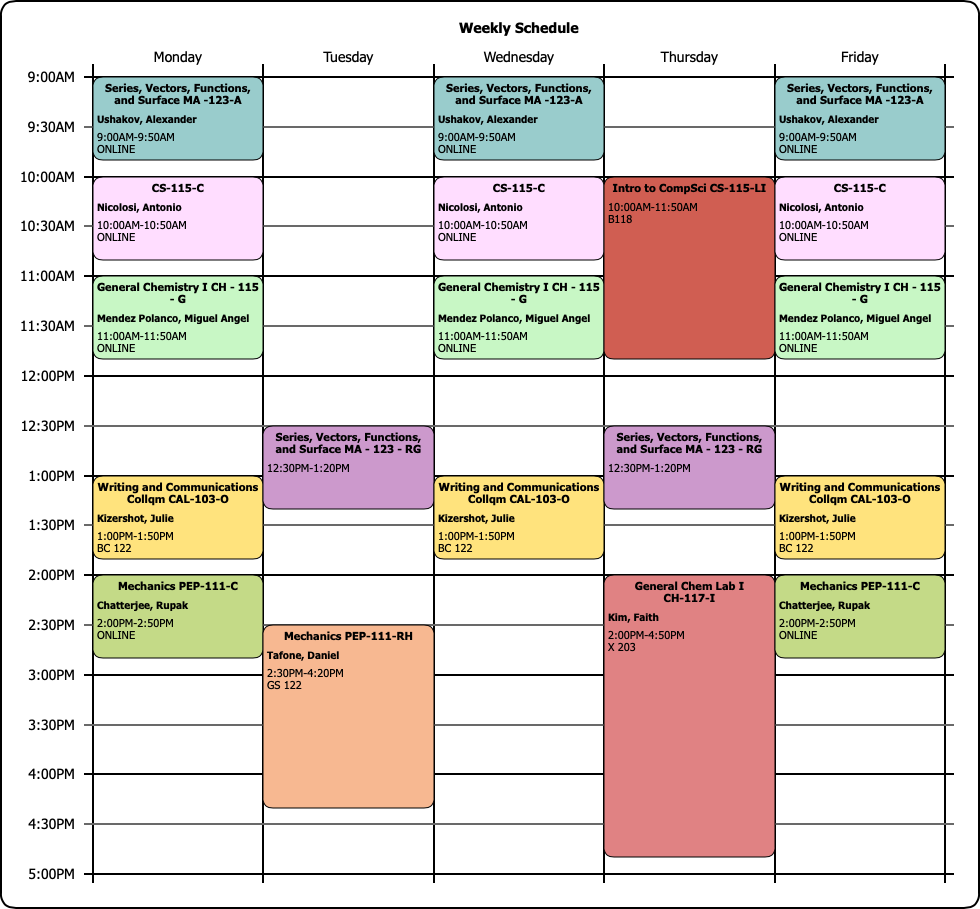 Weekly Schedule
Monday
Tuesday
Wednesday
Thursday
Friday
9:00AM
9:30AM
10:00AM
10:30AM
11:00AM
11:30AM
12:00PM
12:30PM
1:00PM
1:30PM
2:00PM
2:30PM
3:00PM
3:30PM
4:00PM
4:30PM
5:00PM
Series, Vectors, Functions,
and Surface MA -123-A
Ushakov, Alexander
9:00AM-9:50AM
ONLINE
CS-115-C
Nicolosi, Antonio
10:00AM-10:50AM
ONLINE
General Chemistry I CH - 115
- G
Mendez Polanco, Miguel Angel
11:00AM-11:50AM
ONLINE
Writing and Communications
Collqm CAL-103-O
Kizershot, Julie
1:00PM-1:50PM
BC 122
Mechanics PEP-111-C
Chatterjee, Rupak
2:00PM-2:50PM
ONLINE
Series, Vectors, Functions,
and Surface MA - 123 - RG
12:30PM-1:20PM
Mechanics PEP-111-RH
Tafone, Daniel
2:30PM-4:20PM
GS 122
Series, Vectors, Functions,
and Surface MA -123-A
Ushakov, Alexander
9:00AM-9:50AM
ONLINE
CS-115-C
Nicolosi, Antonio
10:00AM-10:50AM
ONLINE
General Chemistry I CH - 115
- G
Mendez Polanco, Miguel Angel
11:00AM-11:50AM
ONLINE
Writing and Communications
Collqm CAL-103-O
Kizershot, Julie
1:00PM-1:50PM
BC 122
Intro to CompSci CS-115-LI
10:00AM-11:50AM
B118
Series, Vectors, Functions,
and Surface MA - 123 - RG
12:30PM-1:20PM
General Chem Lab I
CH-117-I
Kim, Faith
2:00PM-4:50PM
X 203
Series, Vectors, Functions,
and Surface MA -123-A
Ushakov, Alexander
9:00AM-9:50AM
ONLINE
CS-115-C
Nicolosi, Antonio
10:00AM-10:50AM
ONLINE
General Chemistry I CH - 115
- G
Mendez Polanco, Miguel Angel
11:00AM-11:50AM
ONLINE
Writing and Communications
Collqm CAL-103-O
Kizershot, Julie
1:00PM-1:50PM
BC 122
Mechanics PEP-111-C
Chatterjee, Rupak
2:00PM-2:50PM
ONLINE